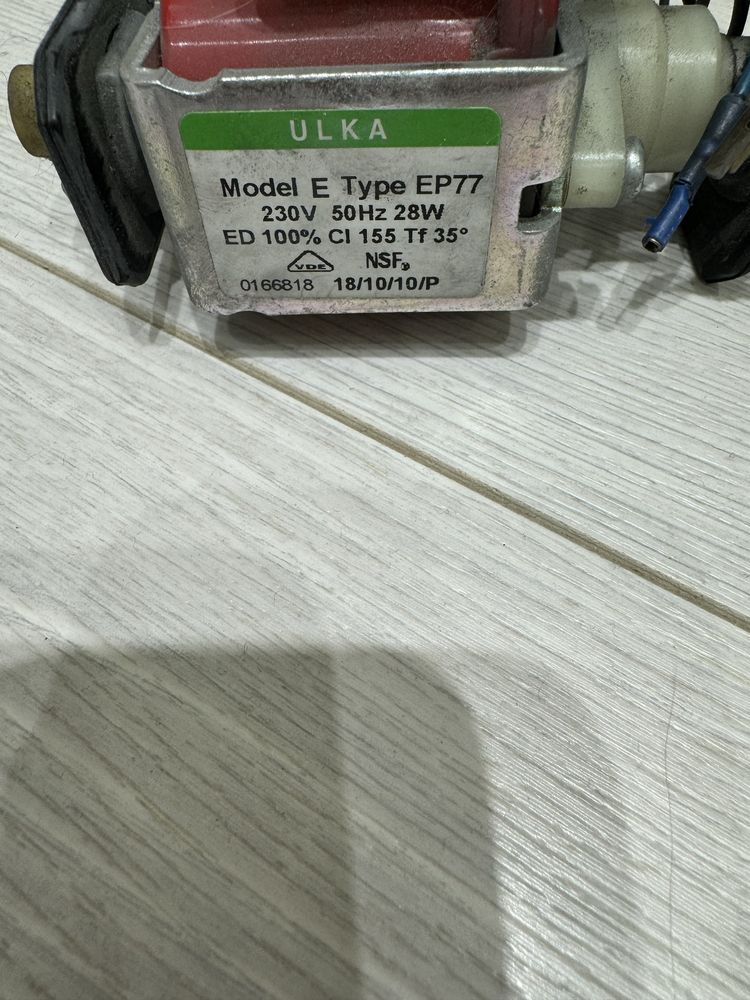 ULKA
Model E Type EP77
230V 50Hz 28W
ED 100% Cl 155 Tf 35°
VDE NSF
0166818 18/10/10/P